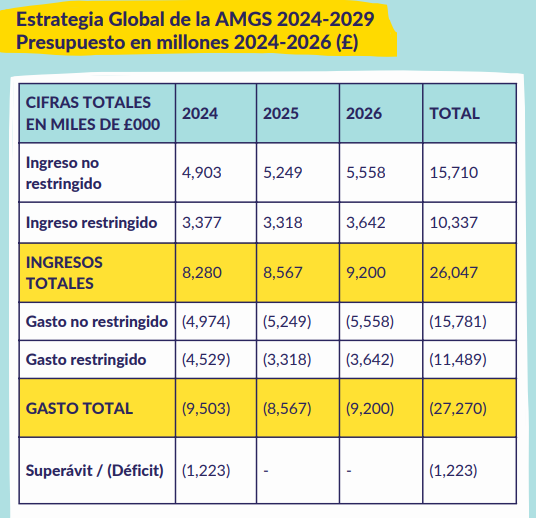 Estrategia Global de la AMGS 2024-2029
Presupuesto en millones 2024-2026 (£)
CIFRAS TOTALES
EN MILES DE £000 2024 2025 2026 TOTAL
Ingreso no
restringido 4,903 5,249 5,558 15,710
Ingreso restringido 3,377 3,318 3,642 10,337
INGRESOS
TOTALES 8,280 8,567 9,200 26,047
Gasto no restringido (4,974) (5,249) (5,558) (15,781)
Gasto restringido (4,529) (3,318) (3,642) (11,489)
GASTO TOTAL (9,503) (8,567) (9,200) (27,270)
Superávit / (Déficit) (1,223) - - (1,223)